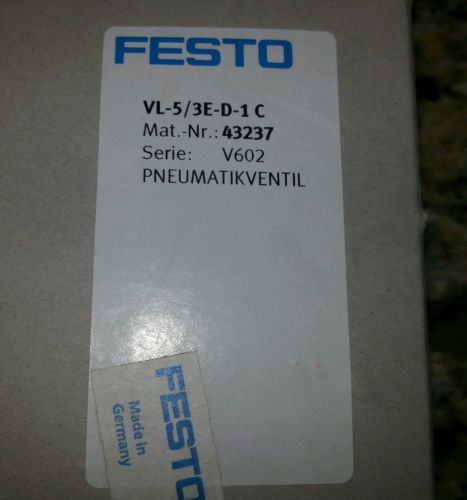 FESTO
VL-5/3E-D-1 C
Mat.-Nr.: 43237
Serie: V602
PNEUMATIKVENTIL
FESTO
Made in
Germany